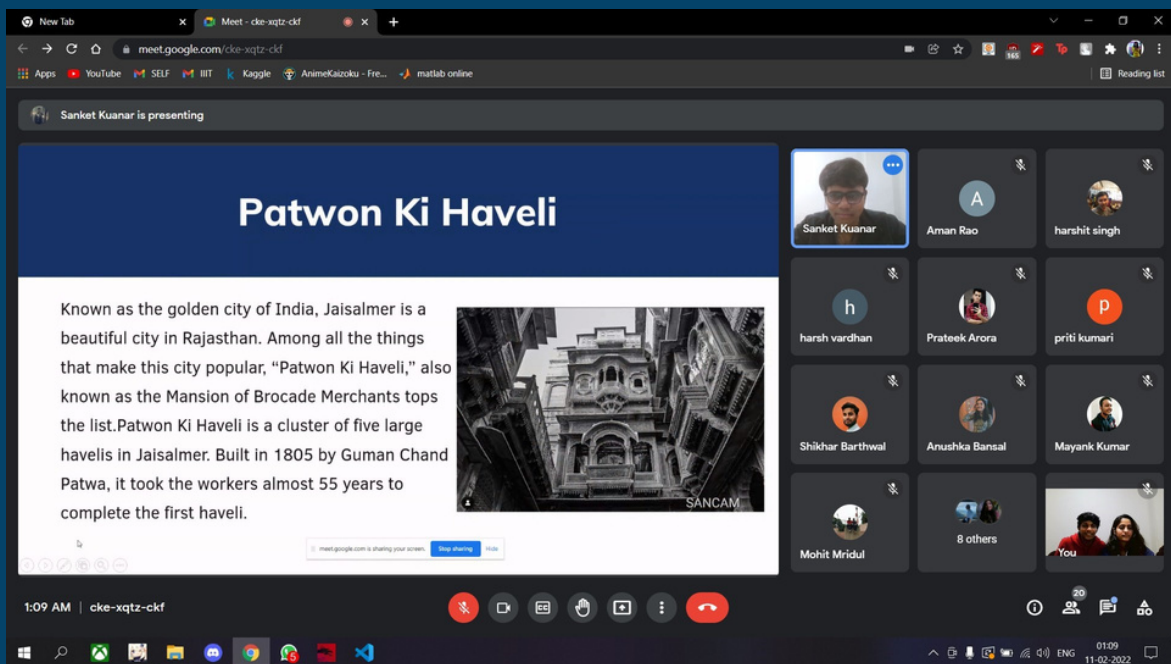 New Tab
Meet - cke-xqtz-ckf
meet.google.com/cke-xqtz-ckf
165
Tp
Apps
YouTube
SELF
IIIT
Kaggle
AnimeKaizoku - Fre...
matlab online
Reading list
Sanket Kuanar is presenting
Patwon Ki Haveli
Known as the golden city of India, Jaisalmer is a
beautiful city in Rajasthan. Among all the things
that make this city popular, “Patwon Ki Haveli,” also
known as the Mansion of Brocade Merchants tops
the list.Patwon Ki Haveli is a cluster of five large
havelis in Jaisalmer. Built in 1805 by Guman Chand
Patwa, it took the workers almost 55 years to
complete the first haveli.
SANCAM
meet.google.com is sharing your screen.
Stop sharing
Hide
Sanket Kuanar
A
Aman Rao
harshit singh
h
harsh vardhan
Prateek Arora
p
priti kumari
Shikhar Barthwal
Anushka Bansal
Mayank Kumar
Mohit Mridul
8 others
You
1:09 AM | cke-xqtz-ckf
CC
20
5
ENG
01:09
11-02-2022